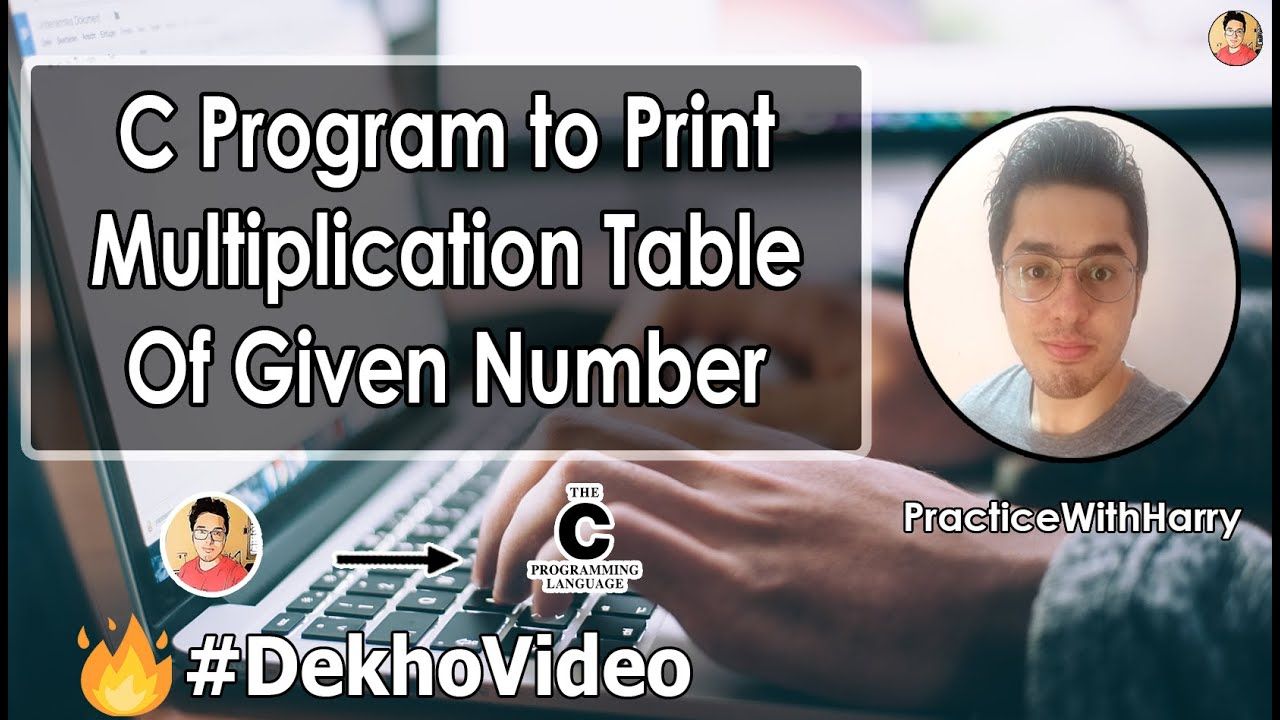 C Program to Print
Multiplication Table
Of Given Number
PracticeWithHarry
THE
C
PROGRAMMING
LANGUAGE
#DekhoVideo